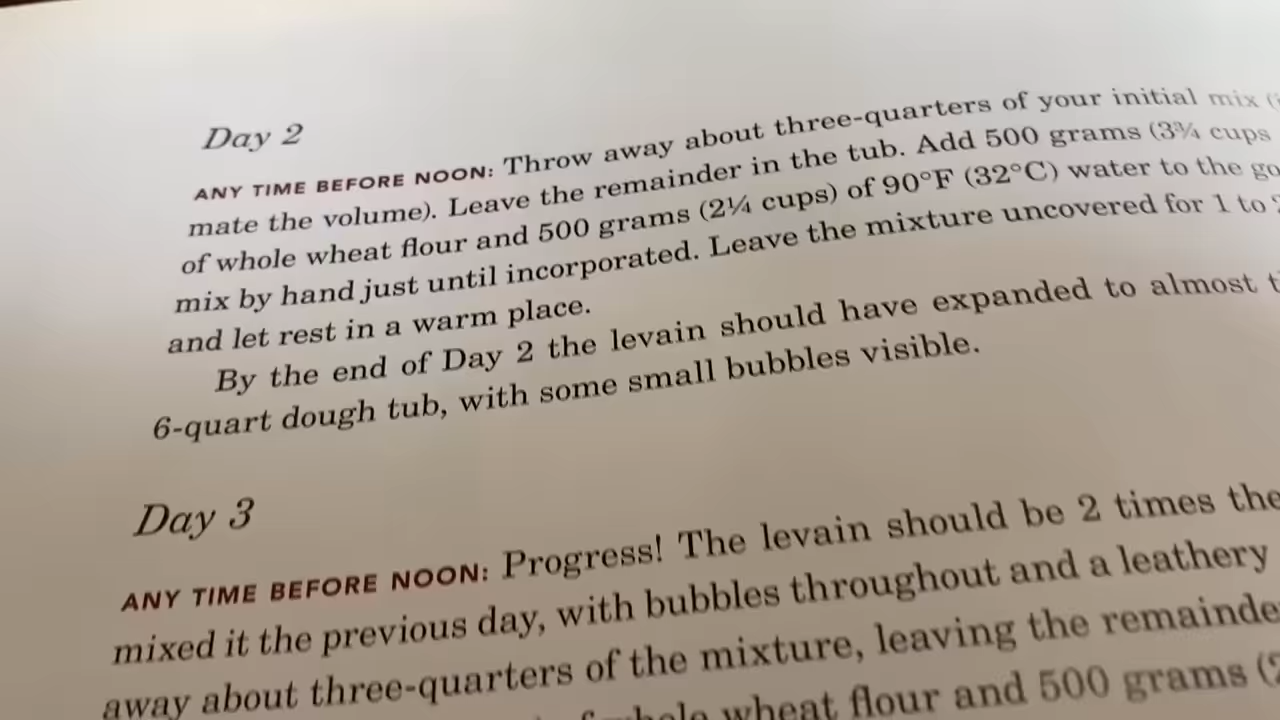 Day 2
ANY TIME BEFORE NOON: Throw away about three-quarters of your initial mix
mate the volume). Leave the remainder in the tub. Add 500 grams (3¾ cups
of whole wheat flour and 500 grams (2¼ cups) of 90°F (32°C) water to the
mix by hand just until incorporated. Leave the mixture uncovered for 1 to
and let rest in a warm place.
By the end of Day 2 the levain should have expanded to almost
6-quart dough tub, with some small bubbles visible.
Day 3
ANY TIME BEFORE NOON: Progress! The levain should be 2 times the
mixed it the previous day, with bubbles throughout and a leathery
away about three-quarters of the mixture, leaving the
wheat flour and 500 grams